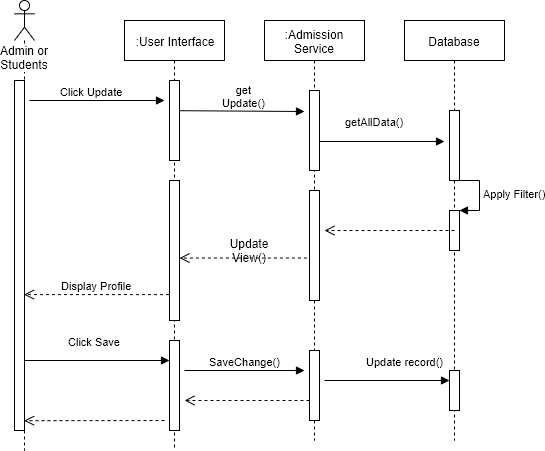 Admin or
Students
:User Interface
:Admission
Service
Database
Click Update
get
Update()
getAllData()
Apply Filter()
Update
View()
Display Profile
Click Save
SaveChange()
Update record()